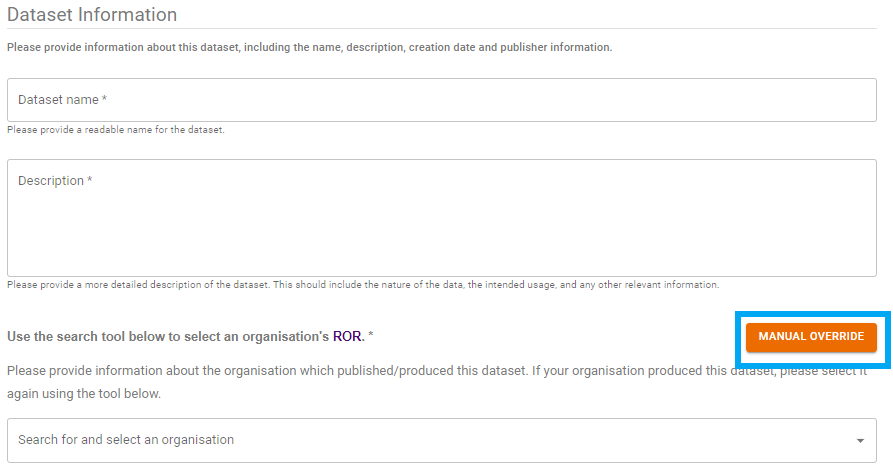 Dataset Information
Please provide information about this dataset, including the name, description, creation date and publisher information.
Dataset name *
Please provide a readable name for the dataset.
Description *
Please provide a more detailed description of the dataset. This should include the nature of the data, the intended usage, and any other relevant information.
Use the search tool below to select an organisation's ROR. *
MANUAL OVERRIDE
Please provide information about the organisation which published/produced this dataset. If your organisation produced this dataset, please select it
again using the tool below.
Search for and select an organisation